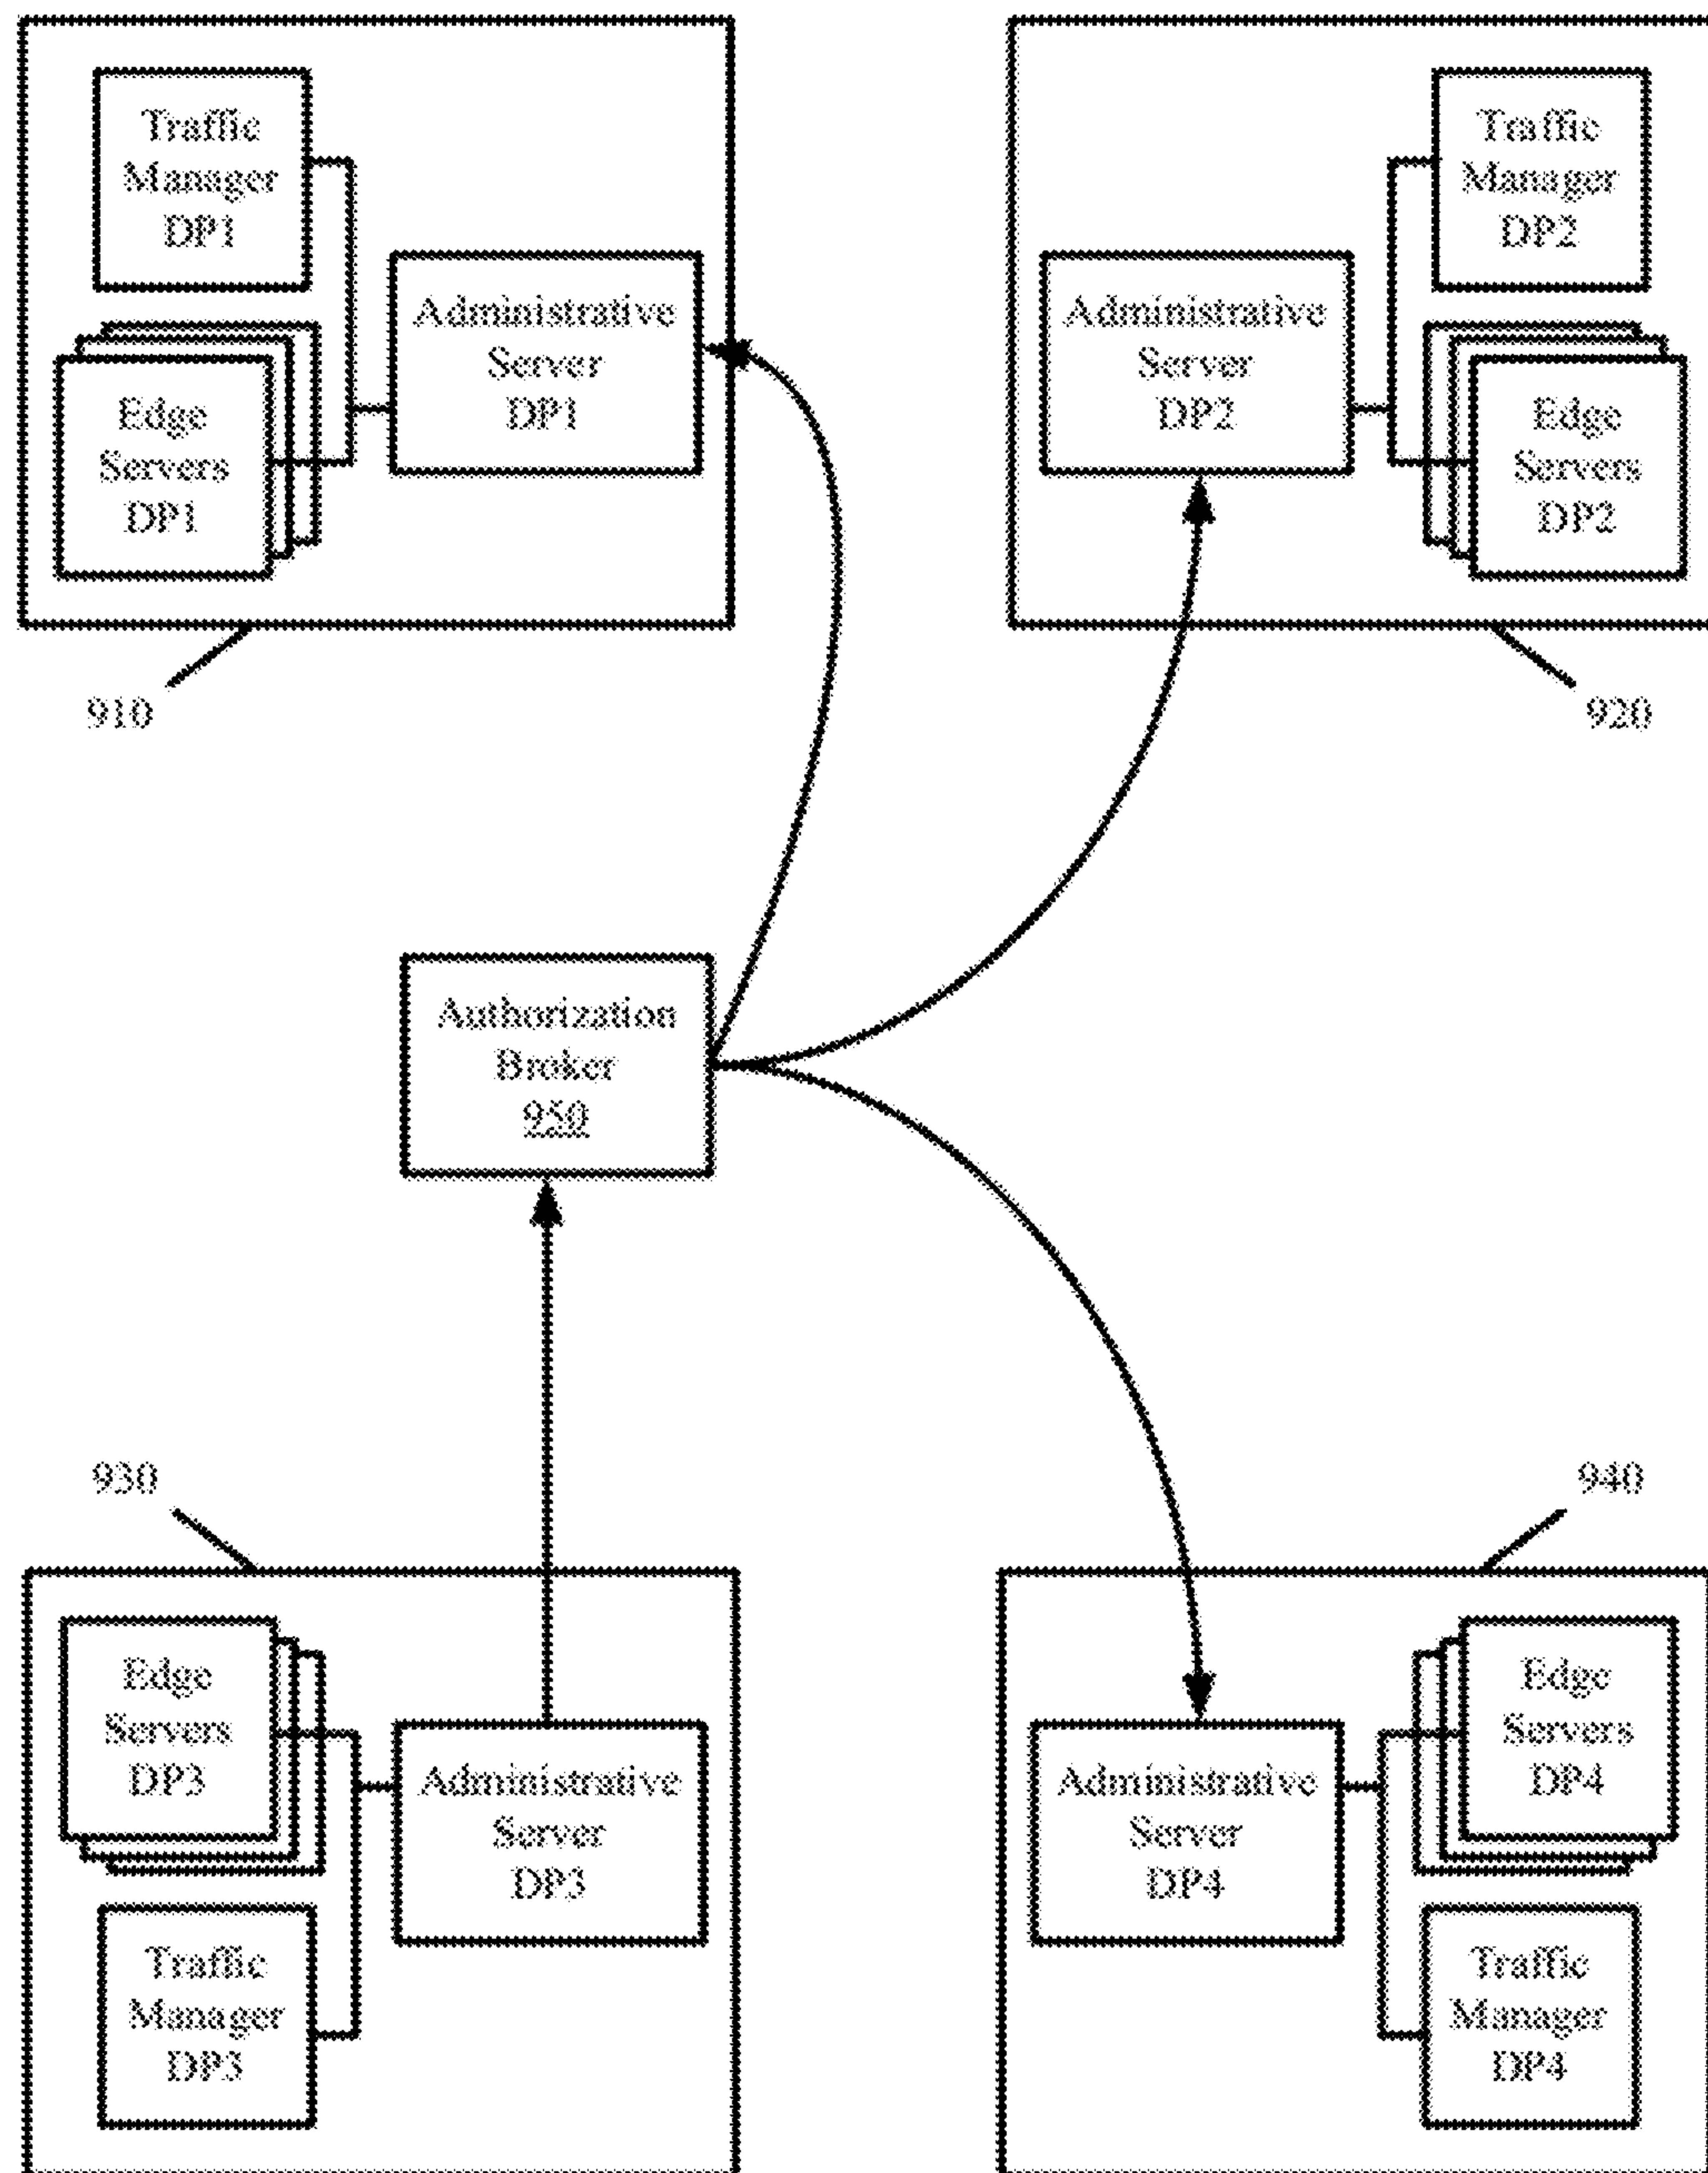 Traffic
Manager
DP1
Administrative
Server
DP1
Edge
Servers
DP1
910
Traffic
Manager
DP2
Administrative
Server
DP2
Edge
Servers
DP2
920
Authorization
Broker
950
930
Edge
Servers
DP3
Administrative
Server
DP3
Traffic
Manager
DP3
940
Edge
Servers
DP4
Administrative
Server
DP4
Traffic
Manager
DP4